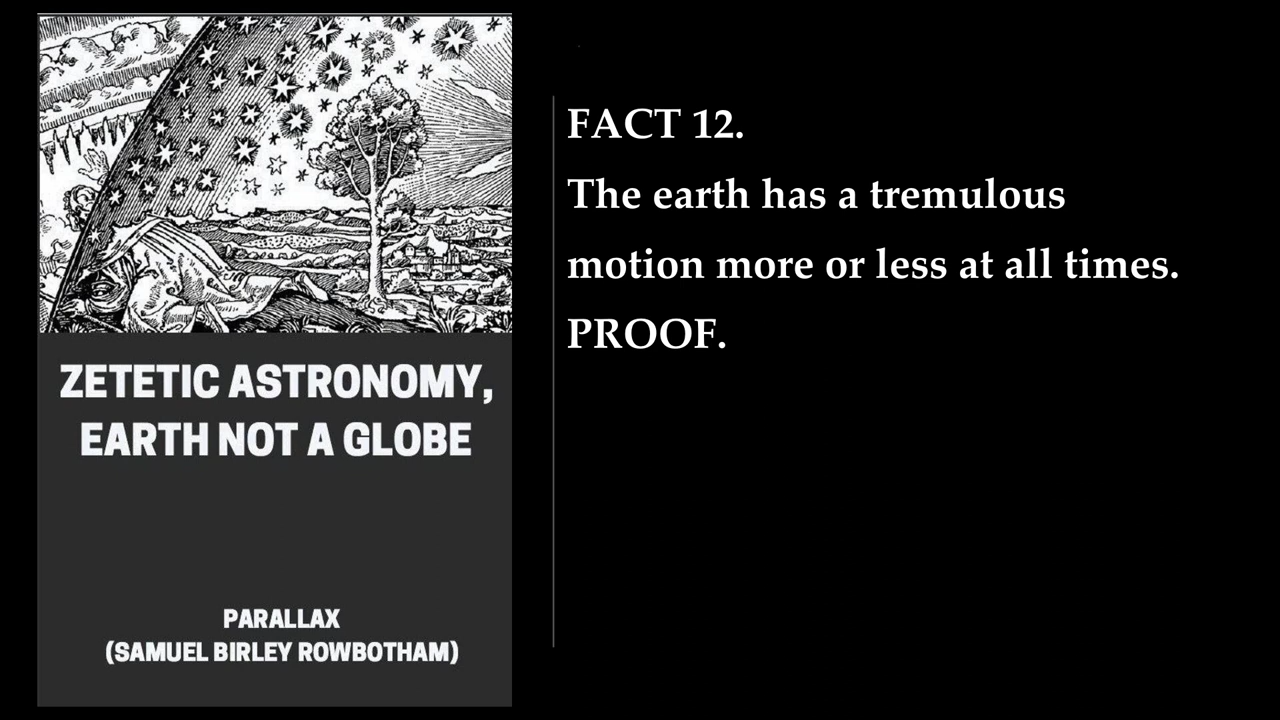 ZETETIC ASTRONOMY,
EARTH NOT A GLOBE
PARALLAX
(SAMUEL BIRLEY ROWBOTHAM)
FACT 12.
The earth has a tremulous
motion more or less at all times.
PROOF.